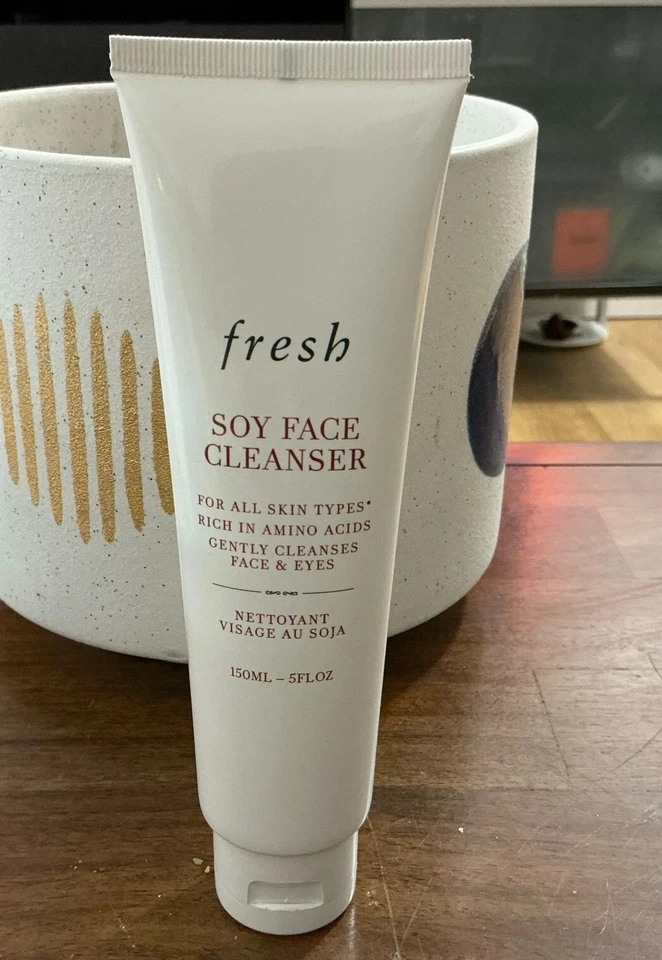 fresh
SOY FACE
CLEANSER
FOR ALL SKIN TYPES*
RICH IN AMINO ACIDS
GENTLY CLEANSES
FACE & EYES
NETTOYANT
VISAGE AU SOJA
150ML – 5FLOZ